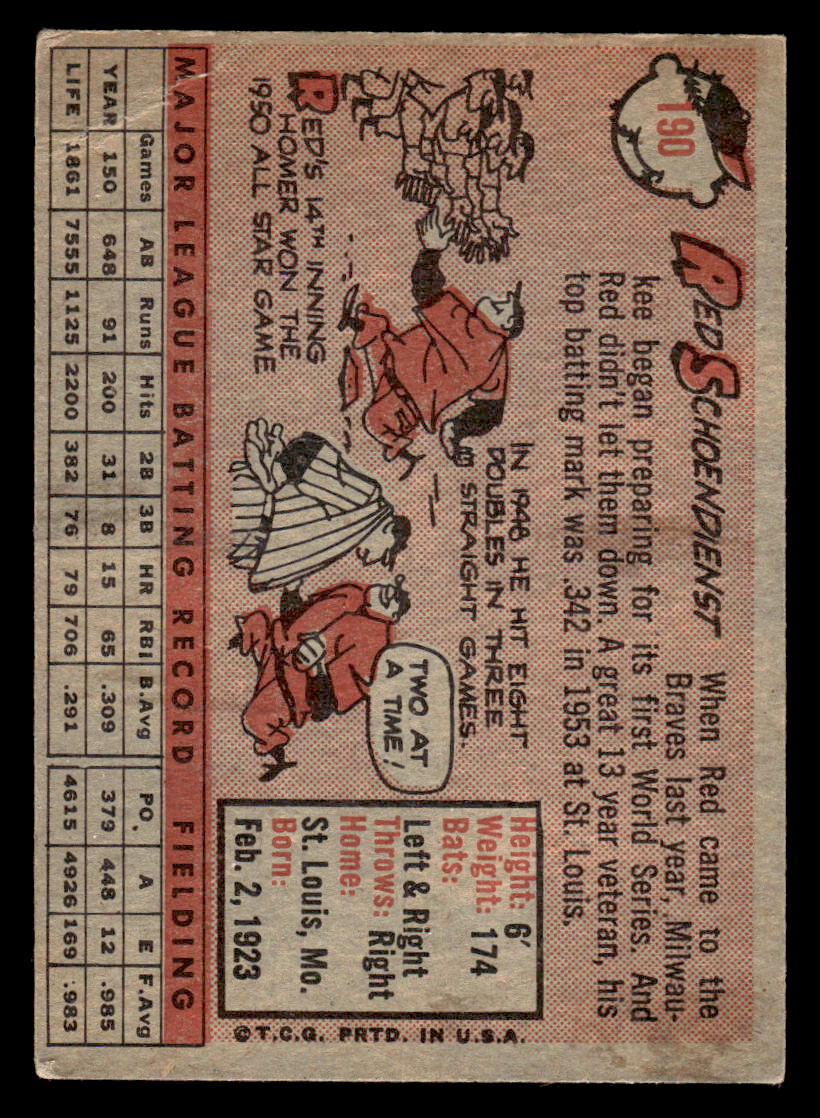 190
RED SCHOENDIENST
When Red came to the
Braves last year, Milwau-
kee began preparing for its first World Series. And
Red didn't let them down. A great 13 year veteran, his
top batting mark was .342 in 1953 at St. Louis.
RED'S 14TH INNING
HOMER WON THE
1950 ALL STAR GAME
IN 1948 HE HIT EIGHT
DOUBLES IN THREE
STRAIGHT GAMES.
TWO AT
A TIME!
Height: 6'
Weight: 174
Bats:
Left & Right
Throws: Right
Home:
St. Louis, Mo.
Born:
Feb. 2, 1923
©T.C.G. PRTD. IN U.S.A.
MAJOR LEAGUE BATTING RECORD FIELDING
Games AB Runs Hits 2B 3B HR RBI B.Avg PO. A E F.Avg
YEAR 150 648 91 200 31 8 15 65 .309 379 448 12 .985
LIFE 1861 7555 1125 2200 382 76 79 706 .291 4615 4926 169 .983